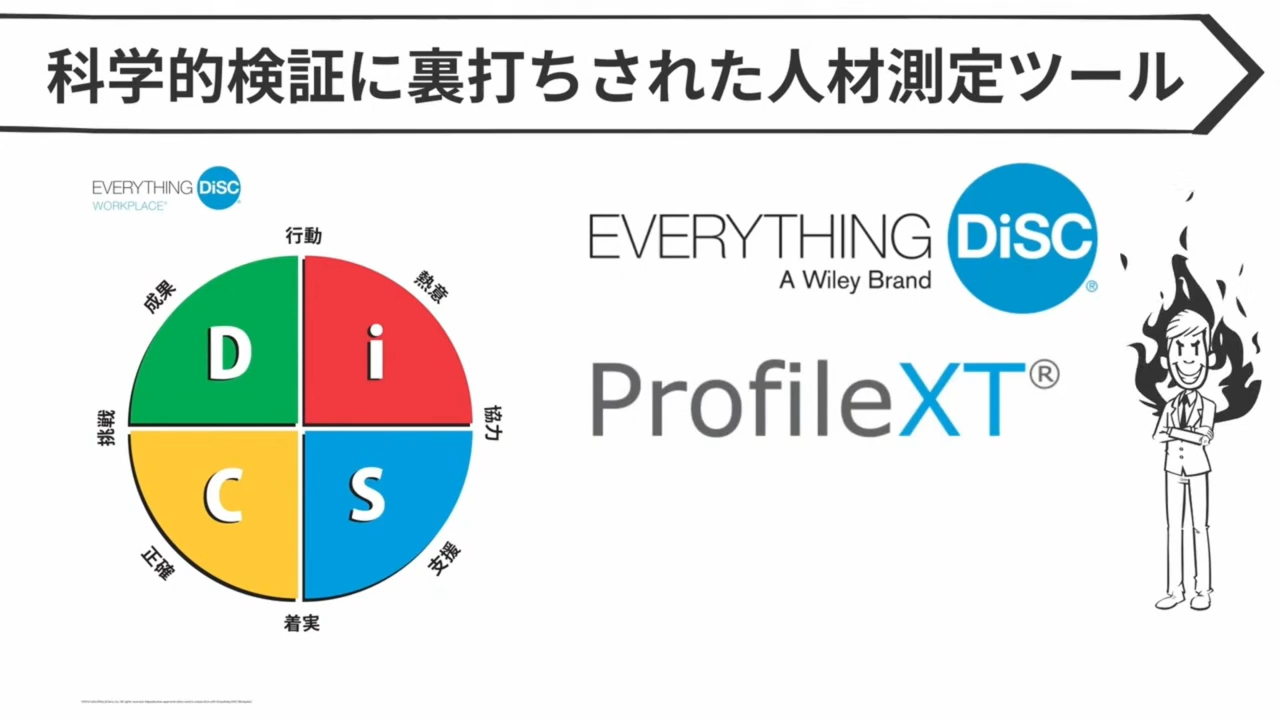 科学的検証に裏打ちされた人材測定ツール
EVERYTHING DiSC
WORKPLACE
行動
成果
熱意
D
i
挑戦
協力
C
S
正確
支援
着実
EVERYTHING DiSC®
A Wiley Brand
ProfileXT®